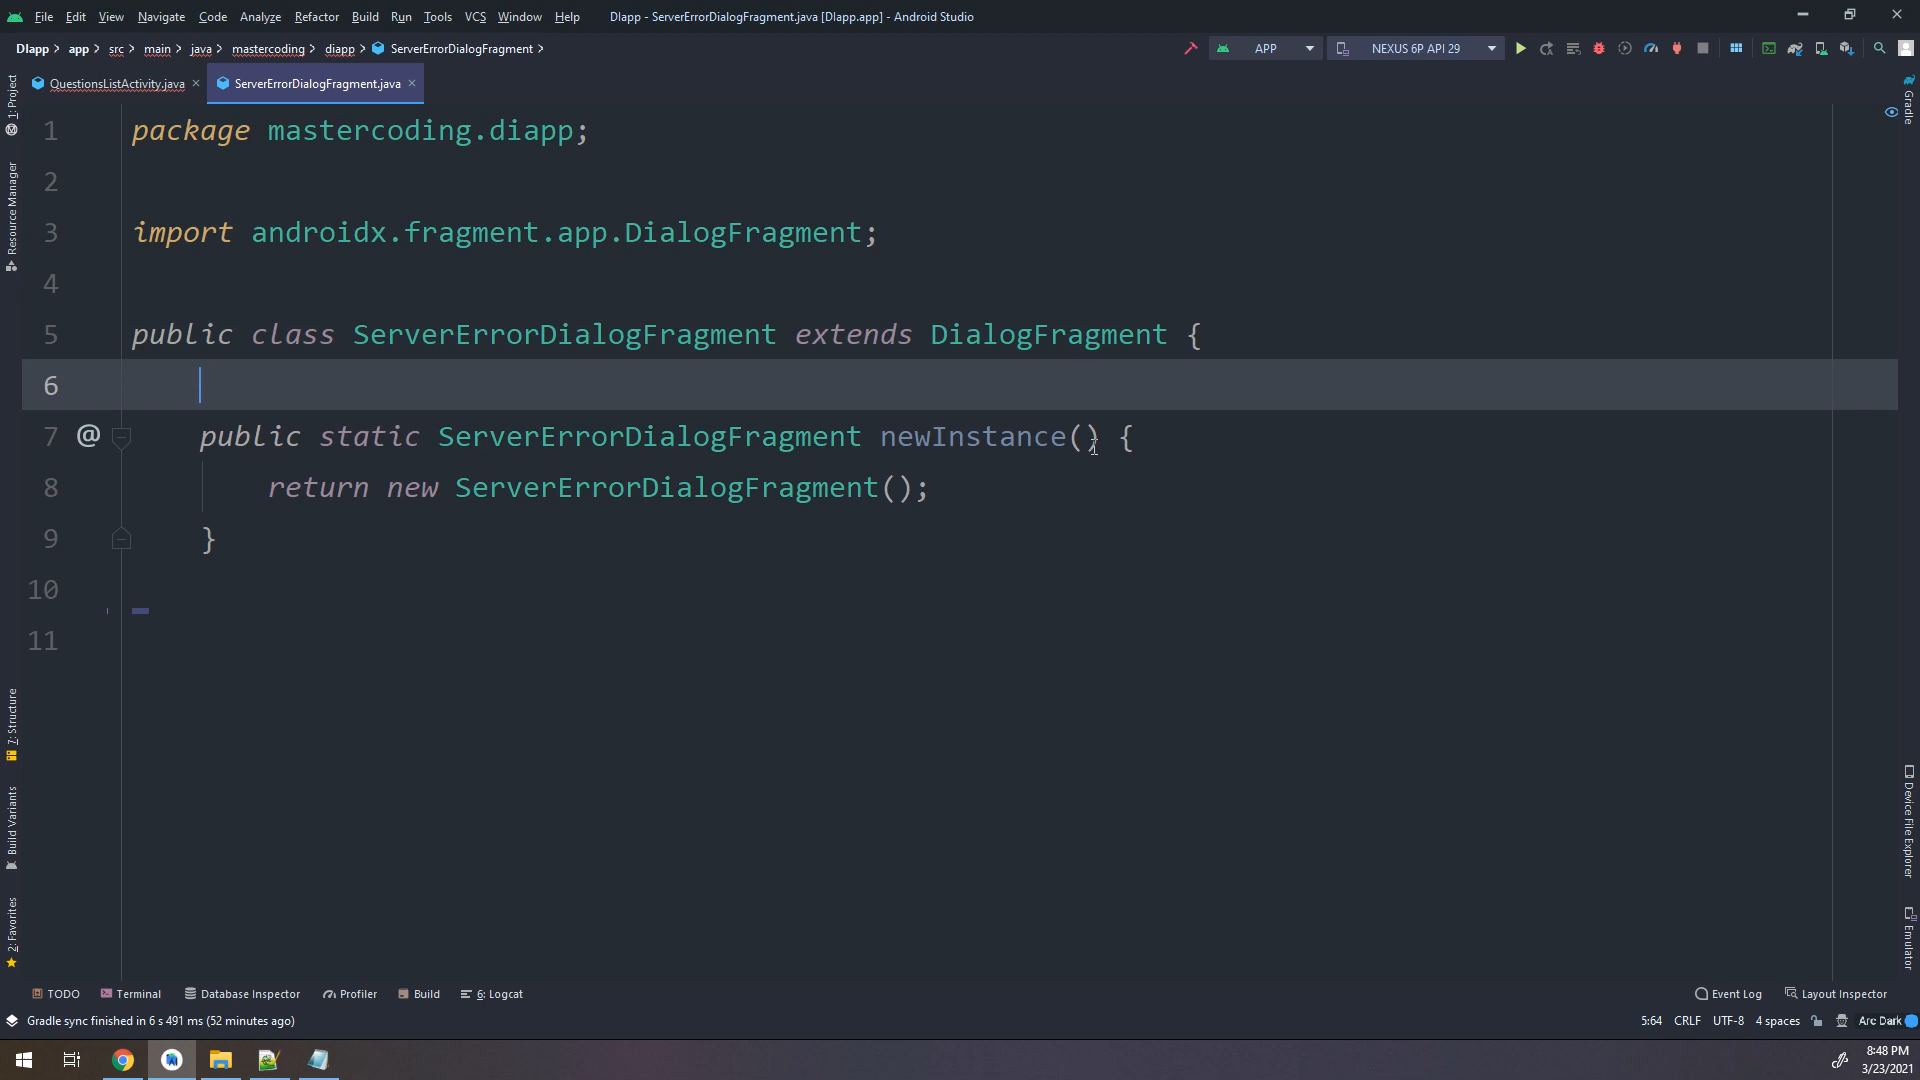 File Edit View Navigate Code Analyze Refactor Build Run Tools VCS Window Help DIapp - ServerErrorDialogFragment.java [DIapp.app] - Android Studio
DIapp app src main java mastercoding diapp ServerErrorDialogFragment APP NEXUS 6P API 29
QuestionsListActivity.java ServerErrorDialogFragment.java
1 package mastercoding.diapp;
2
3 import androidx.fragment.app.DialogFragment;
4
5 public class ServerErrorDialogFragment extends DialogFragment {
6
7 @ public static ServerErrorDialogFragment newInstance() {
8 return new ServerErrorDialogFragment();
9 }
10
11
1: Project
Resource Manager
7: Structure
Build Variants
2: Favorites
Gradle
Device File Explorer
Emulator
TODO Terminal Database Inspector Profiler Build 6: Logcat Event Log Layout Inspector
Gradle sync finished in 6 s 491 ms (52 minutes ago) 5:64 CRLF UTF-8 4 spaces Arc Dark
8:48 PM
3/23/2021